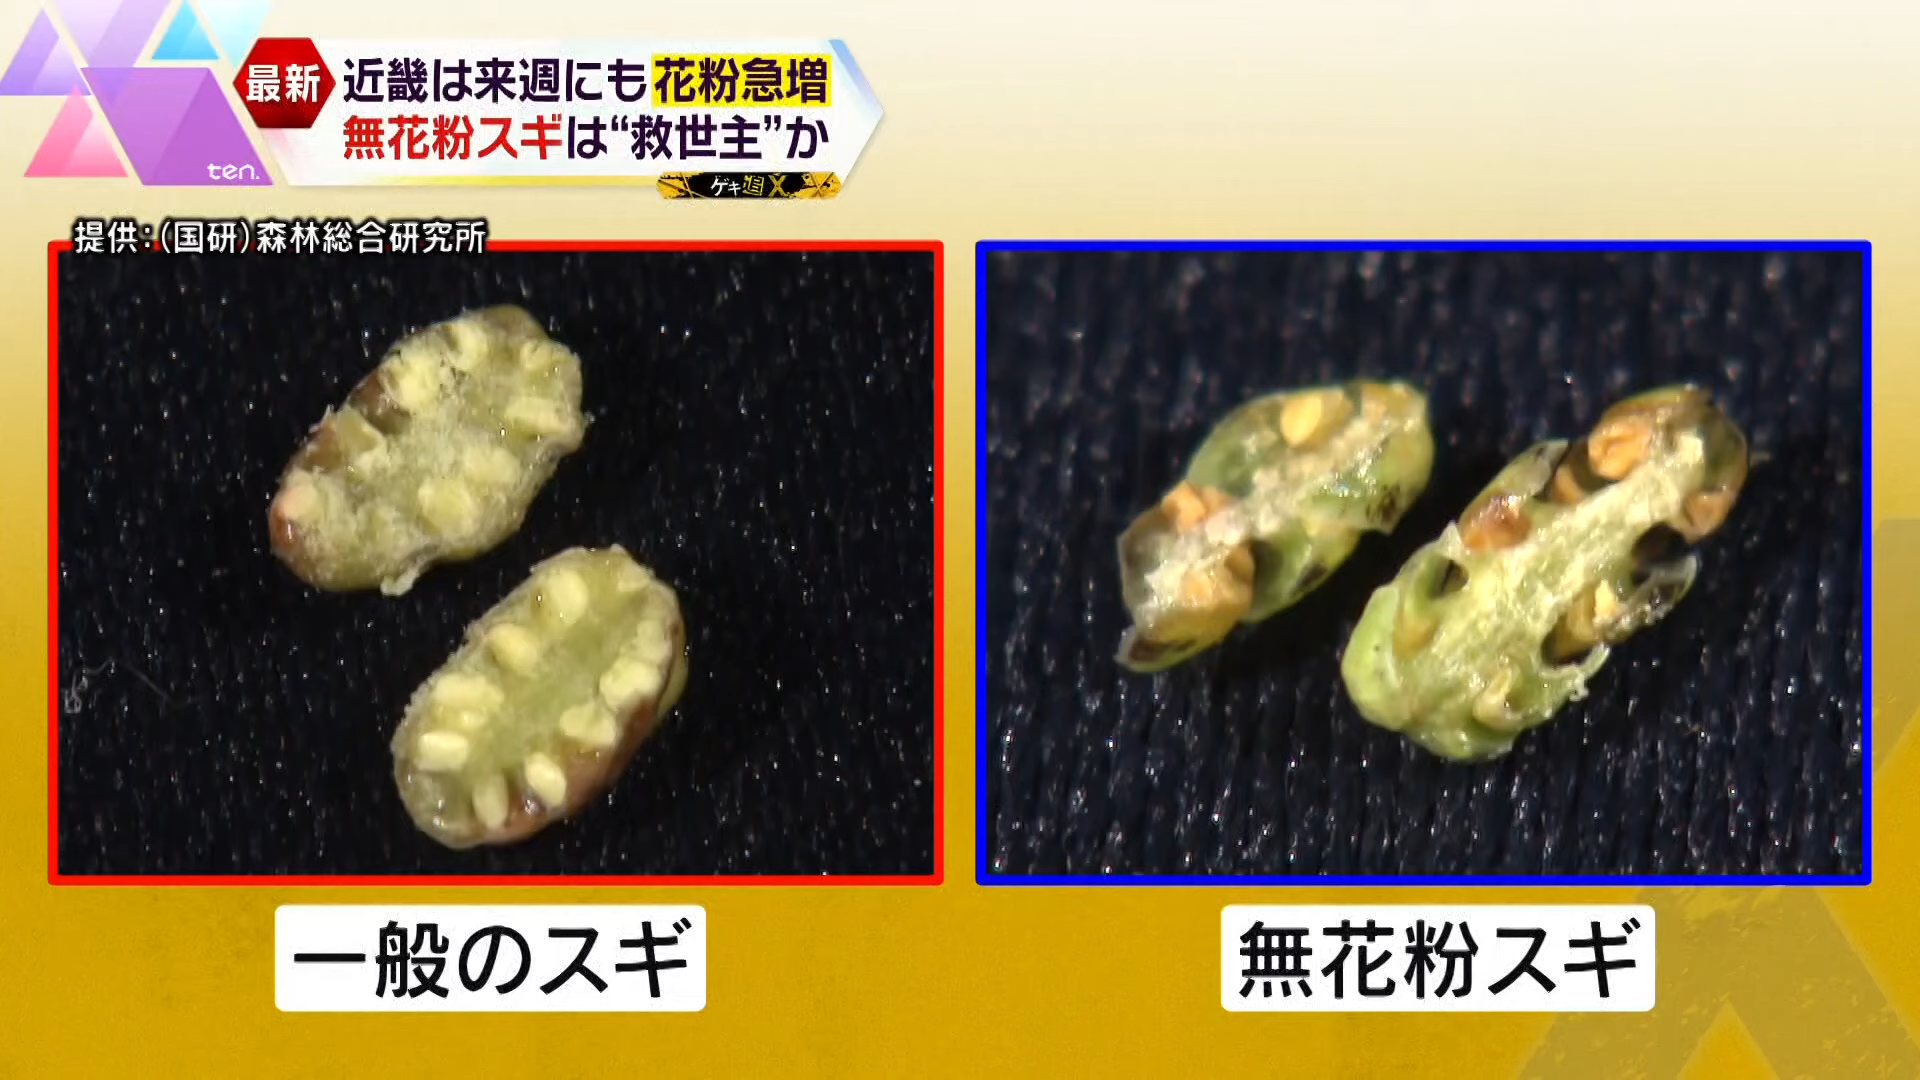 最新
近畿は来週にも花粉急増
無花粉スギは“救世主”か
ten.
ゲキ追X
提供：（国研）森林総合研究所
一般のスギ
無花粉スギ